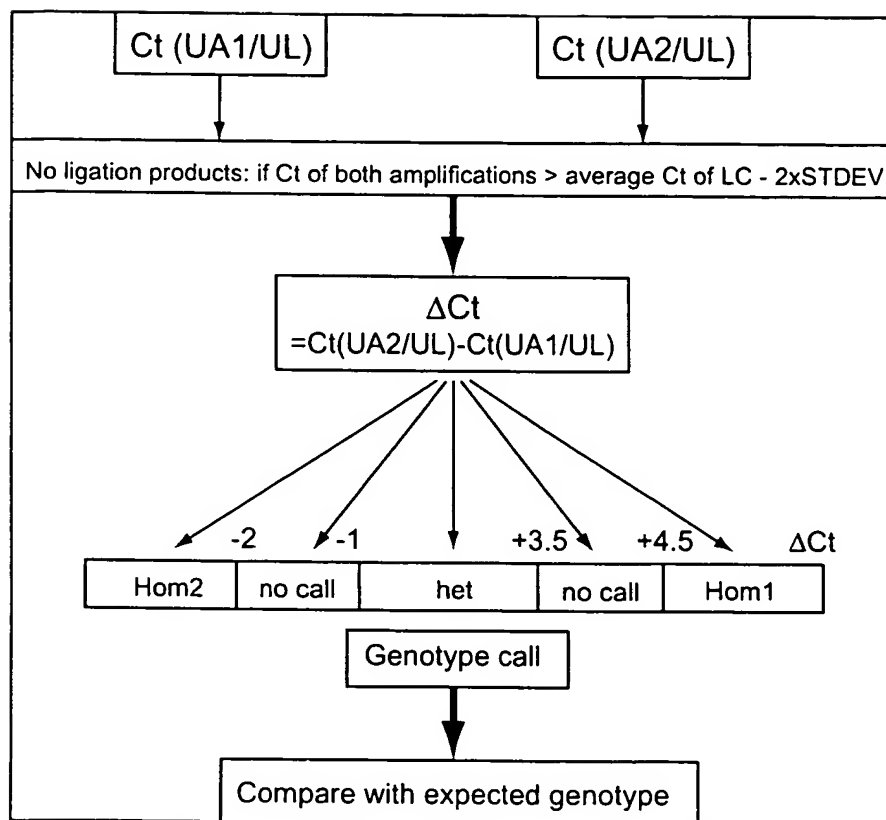 Ct (UA1/UL)
Ct (UA2/UL)
No ligation products: if Ct of both amplifications > average Ct of LC - 2xSTDEV
ΔCt
=Ct(UA2/UL)-Ct(UA1/UL)
-2 -1 +3.5 +4.5 ΔCt
Hom2 no call het no call Hom1
Genotype call
Compare with expected genotype